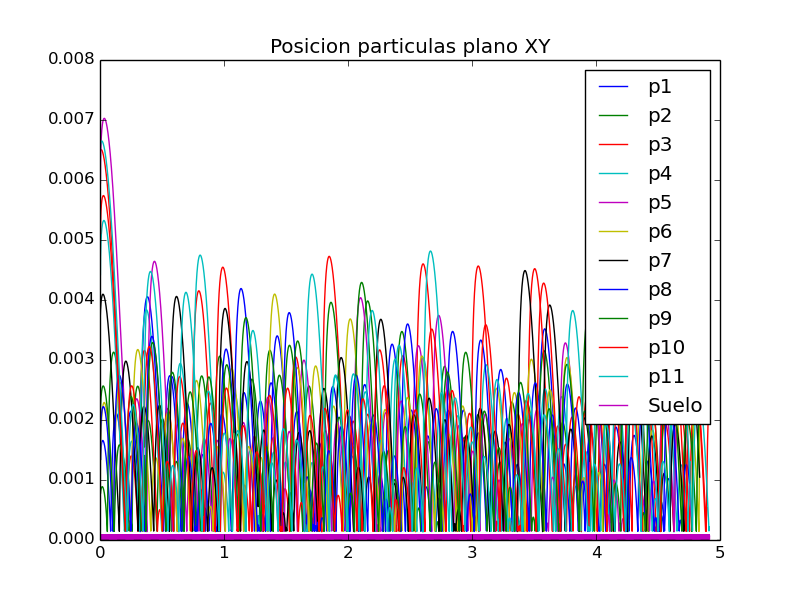 Posicion particulas plano XY
0.008
0.007
0.006
0.005
0.004
0.003
0.002
0.001
0.000
0 1 2 3 4 5
p1
p2
p3
p4
p5
p6
p7
p8
p9
p10
p11
Suelo